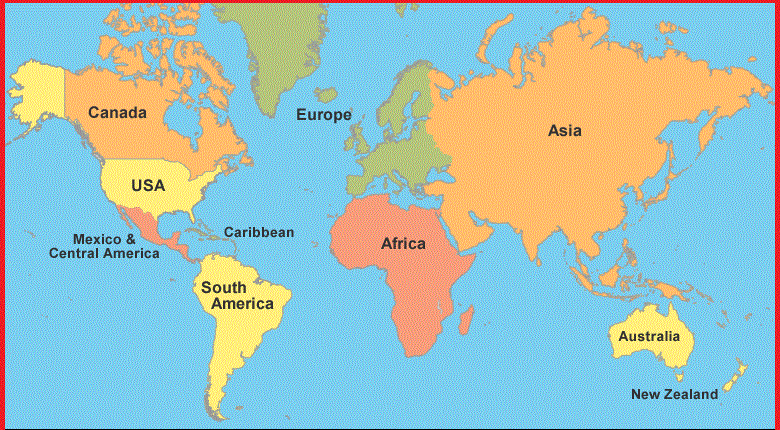 Canada
Europe
Asia
USA
Mexico &
Central America
Caribbean
Africa
South
America
Australia
New Zealand